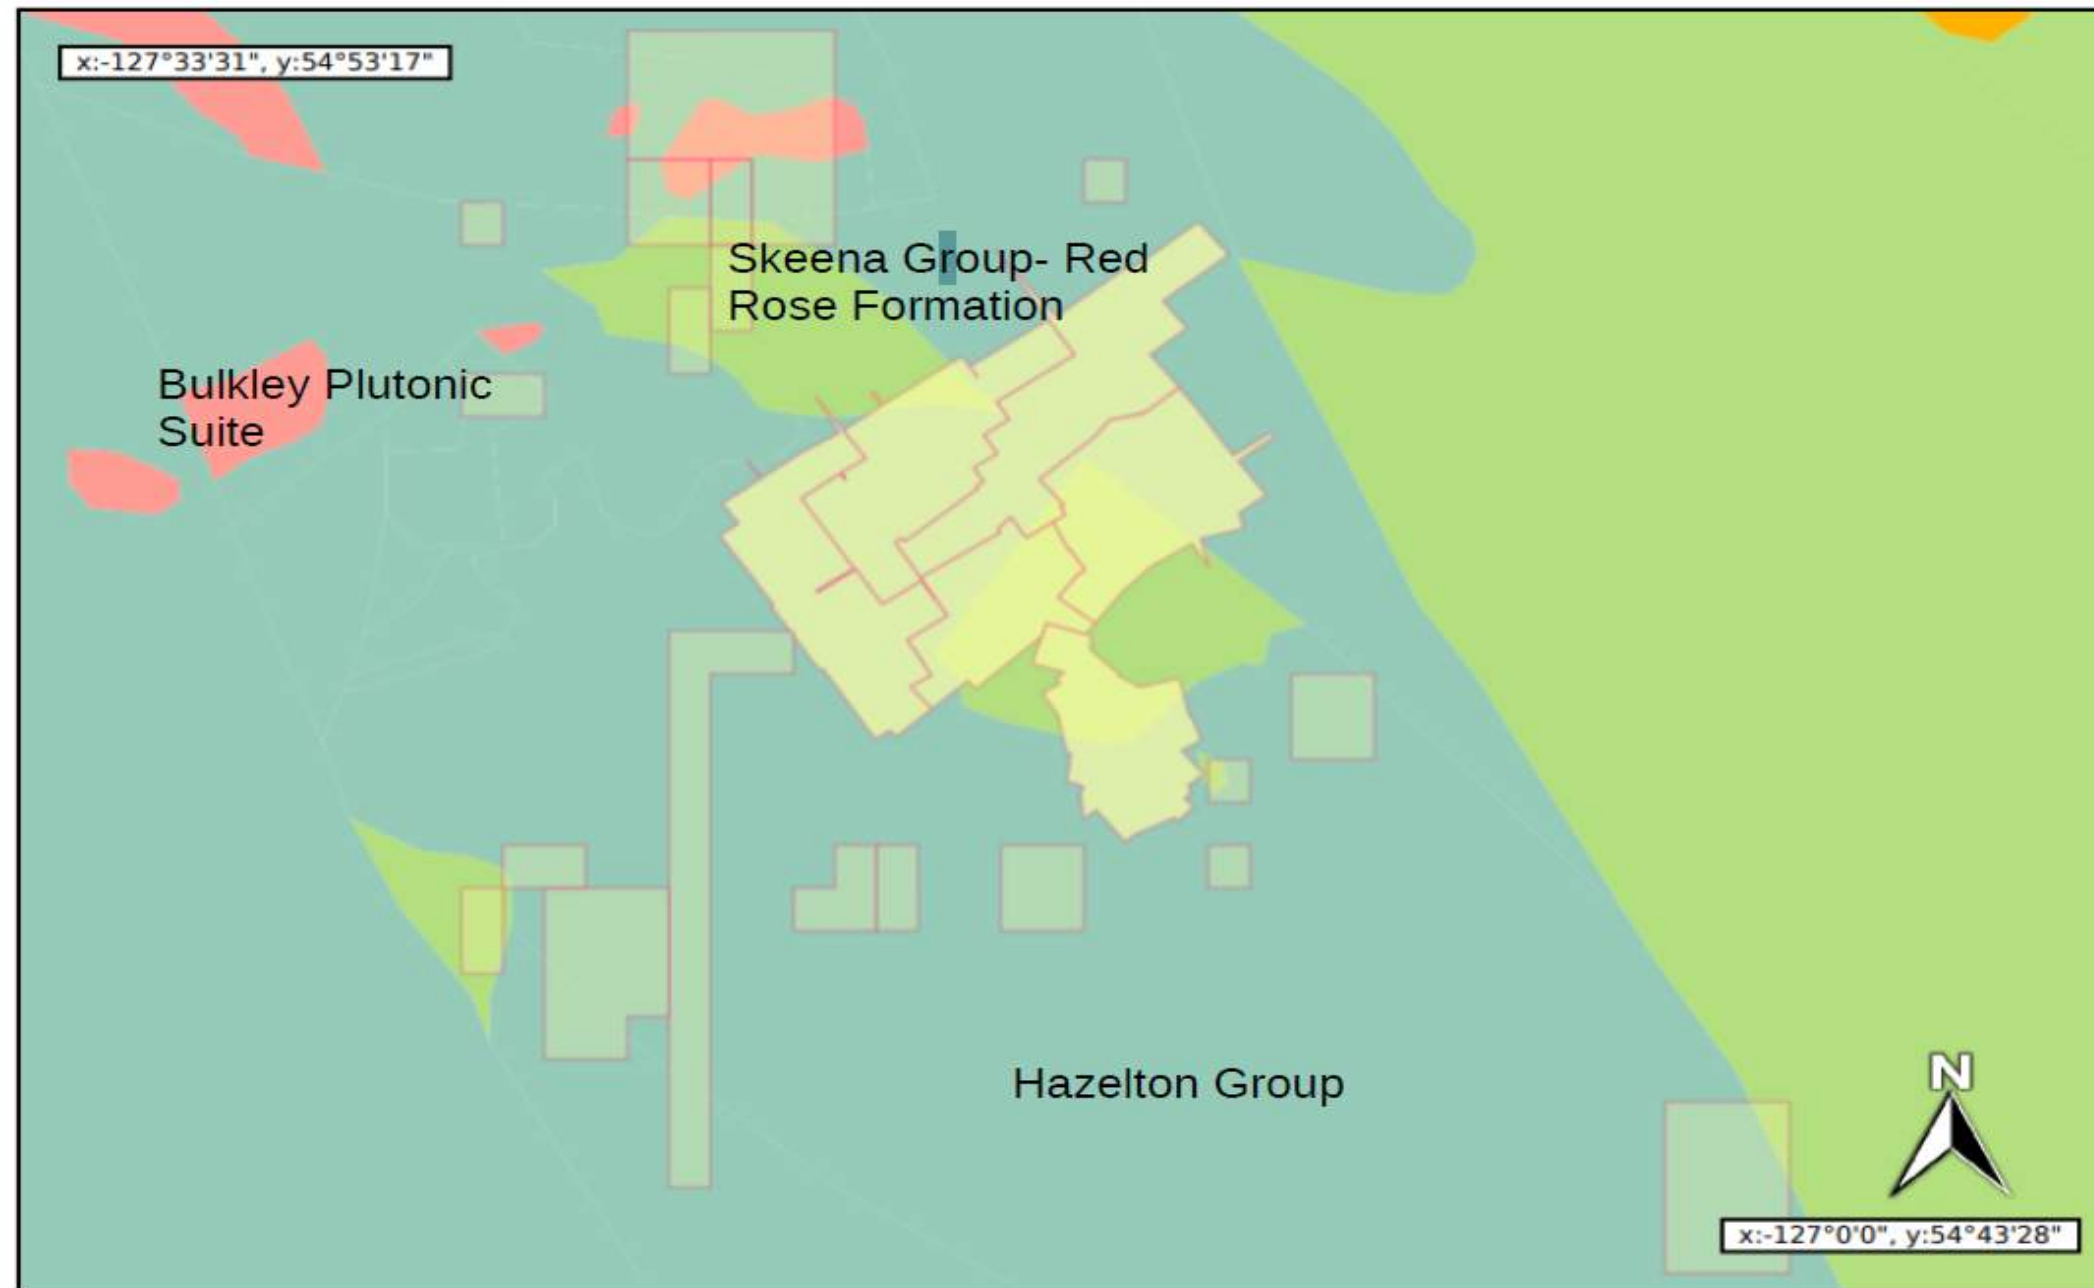 x:-127°33'31", y:54°53'17"
Skeena Group- Red
Rose Formation
Bulkley Plutonic
Suite
Hazelton Group
N
x:-127°0'0", y:54°43'28"